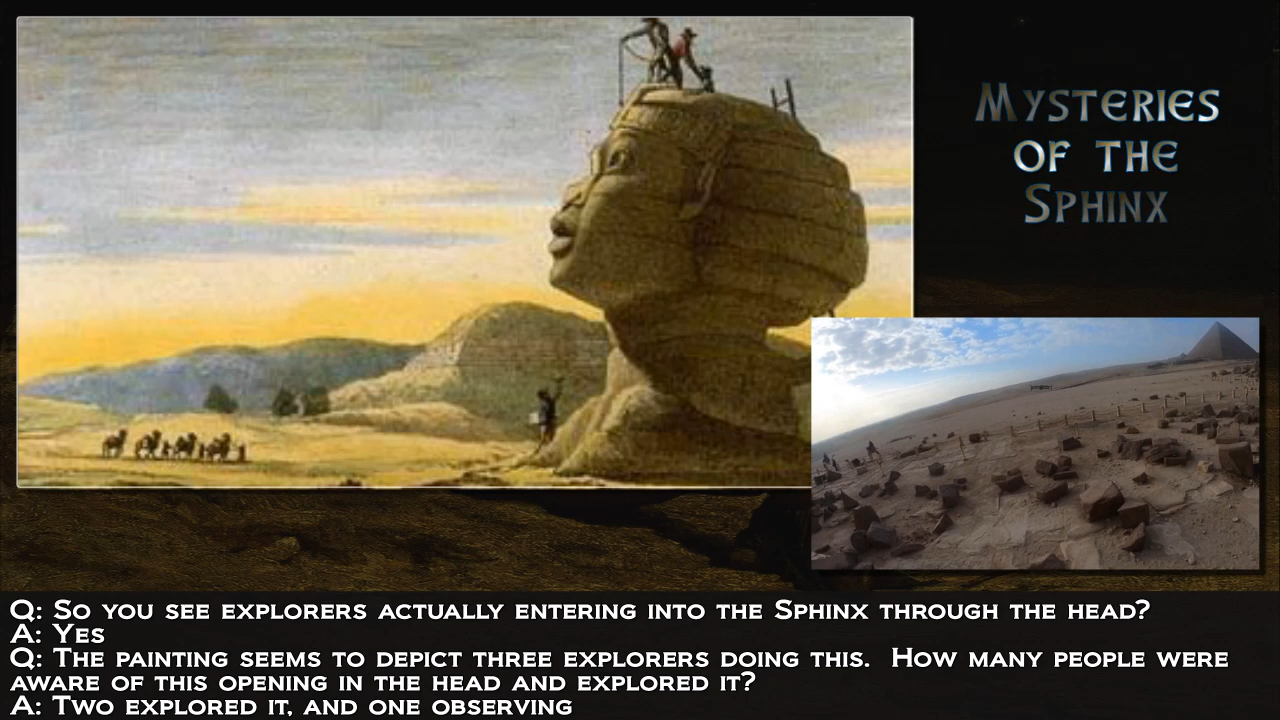 Mysteries
of the
Sphinx
Q: So you see explorers actually entering into the Sphinx through the head?
A: Yes
Q: The painting seems to depict three explorers doing this.  How many people were
aware of this opening in the head and explored it?
A: Two explored it, and one observing